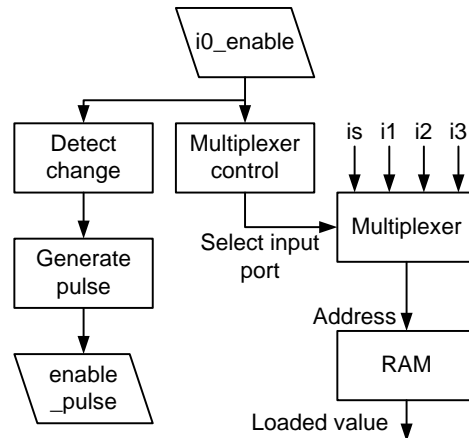 i0_enable
Detect
change
Multiplexer
control
is i1 i2 i3
Select input
port
Multiplexer
Generate
pulse
Address
enable
_pulse
RAM
Loaded value